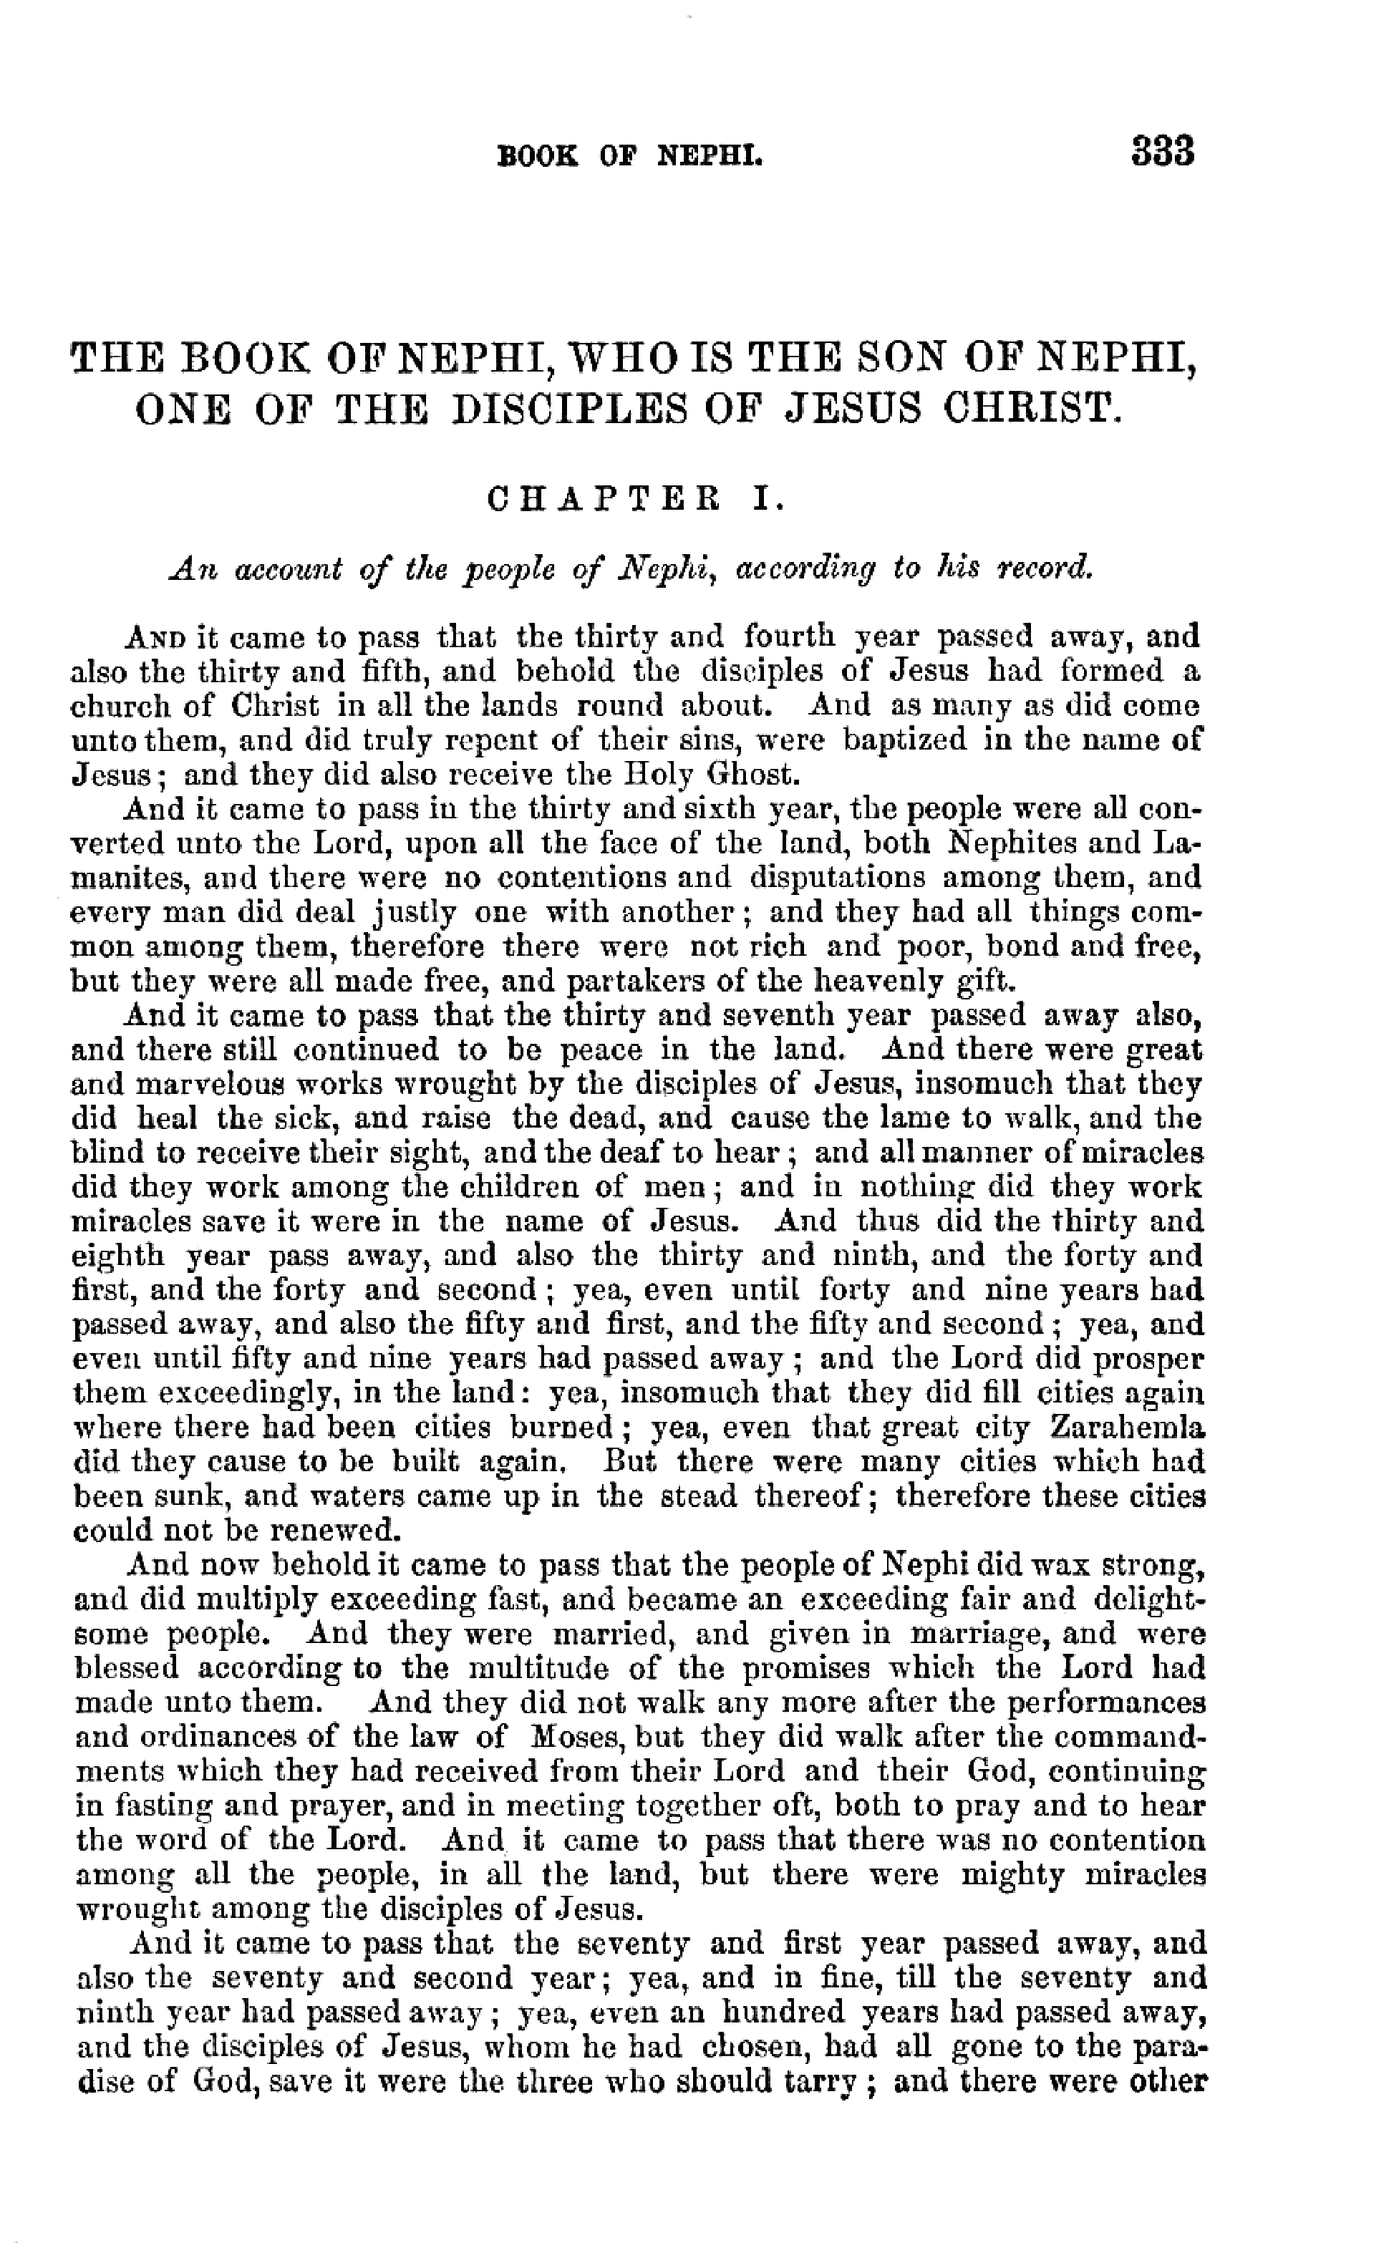 BOOK OF NEPHI. 333
THE BOOK OF NEPHI, WHO IS THE SON OF NEPHI,
ONE OF THE DISCIPLES OF JESUS CHRIST.
CHAPTER I.
An account of the people of Nephi, according to his record.
AND it came to pass that the thirty and fourth year passed away, and
also the thirty and fifth, and behold the disciples of Jesus had formed a
church of Christ in all the lands round about. And as many as did come
unto them, and did truly repent of their sins, were baptized in the name of
Jesus; and they did also receive the Holy Ghost.
And it came to pass in the thirty and sixth year, the people were all con-
verted unto the Lord, upon all the face of the land, both Nephites and La-
manites, and there were no contentions and disputations among them, and
every man did deal justly one with another; and they had all things com-
mon among them, therefore there were not rich and poor, bond and free,
but they were all made free, and partakers of the heavenly gift.
And it came to pass that the thirty and seventh year passed away also,
and there still continued to be peace in the land. And there were great
and marvelous works wrought by the disciples of Jesus, insomuch that they
did heal the sick, and raise the dead, and cause the lame to walk, and the
blind to receive their sight, and the deaf to hear; and all manner of miracles
did they work among the children of men; and in nothing did they work
miracles save it were in the name of Jesus. And thus did the thirty and
eighth year pass away, and also the thirty and ninth, and the forty and
first, and the forty and second; yea, even until forty and nine years had
passed away, and also the fifty and first, and the fifty and second; yea, and
even until fifty and nine years had passed away; and the Lord did prosper
them exceedingly, in the land: yea, insomuch that they did fill cities again
where there had been cities burned; yea, even that great city Zarahemla
did they cause to be built again. But there were many cities which had
been sunk, and waters came up in the stead thereof; therefore these cities
could not be renewed.
And now behold it came to pass that the people of Nephi did wax strong,
and did multiply exceeding fast, and became an exceeding fair and delight-
some people. And they were married, and given in marriage, and were
blessed according to the multitude of the promises which the Lord had
made unto them. And they did not walk any more after the performances
and ordinances of the law of Moses, but they did walk after the command-
ments which they had received from their Lord and their God, continuing
in fasting and prayer, and in meeting together oft, both to pray and to hear
the word of the Lord. And it came to pass that there was no contention
among all the people, in all the land, but there were mighty miracles
wrought among the disciples of Jesus.
And it came to pass that the seventy and first year passed away, and
also the seventy and second year; yea, and in fine, till the seventy and
ninth year had passed away; yea, even an hundred years had passed away,
and the disciples of Jesus, whom he had chosen, had all gone to the para-
dise of God, save it were the three who should tarry; and there were other